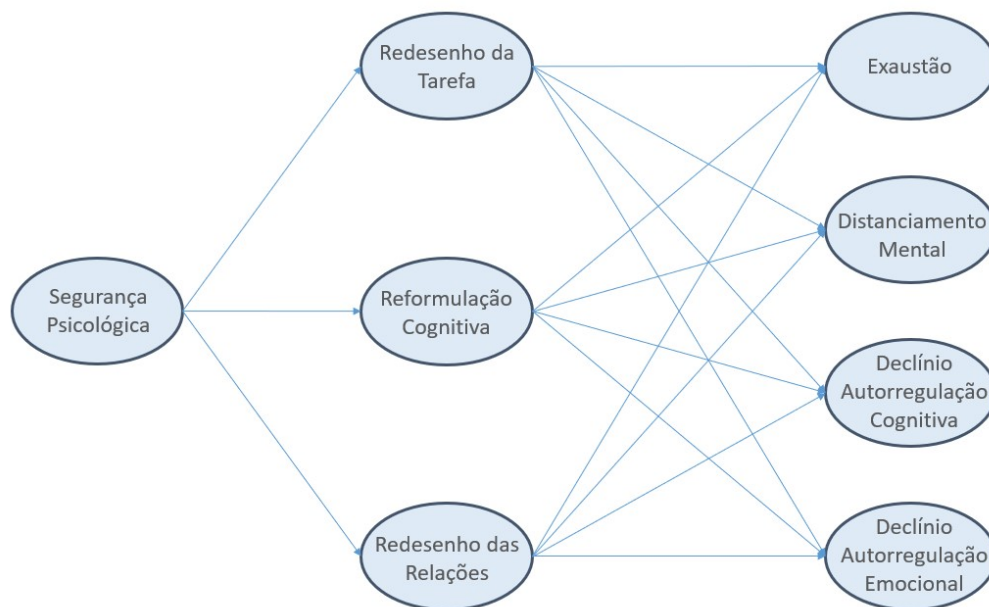 Segurança
Psicológica
Redesenho da
Tarefa
Reformulação
Cognitiva
Redesenho das
Relações
Exaustão
Distanciamento
Mental
Declínio
Autorregulação
Cognitiva
Declínio
Autorregulação
Emocional